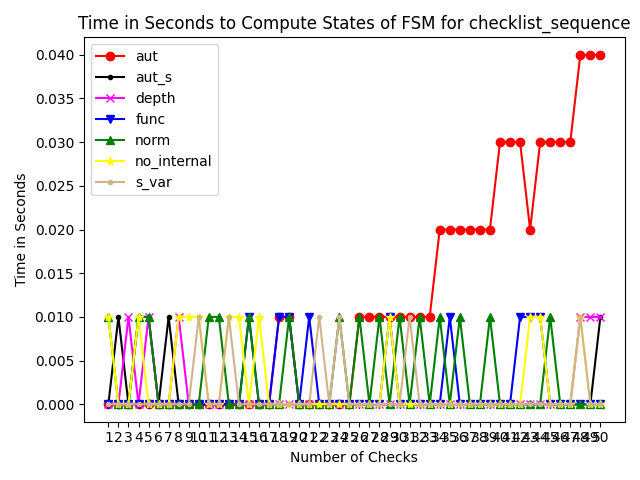 Time in Seconds to Compute States of FSM for checklist_sequence
aut
aut_s
depth
func
norm
no_internal
s_var
Time in Seconds
0.040
0.035
0.030
0.025
0.020
0.015
0.010
0.005
0.000
1 2 3 4 5 6 7 8 9 10 11 12 13 14 15 16 17 18 19 20 21 22 23 24 25 26 27 28 29 30 31 32 33 34 35 36 37 38 39 40 41 42 43 44 45 46 47 48 49 50
Number of Checks